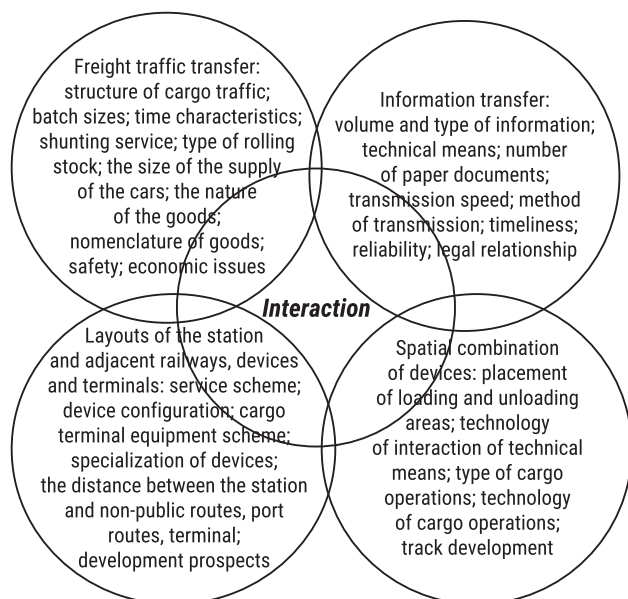 Freight traffic transfer:
structure of cargo traffic;
batch sizes; time characteristics;
shunting service; type of rolling
stock; the size of the supply
of the cars; the nature
of the goods;
nomenclature of goods;
safety; economic issues
Information transfer:
volume and type of information;
technical means; number
of paper documents;
transmission speed; method
of transmission; timeliness;
reliability; legal relationship
Interaction
Layouts of the station
and adjacent railways, devices
and terminals: service scheme;
device configuration; cargo
terminal equipment scheme;
specialization of devices;
the distance between the station
and non-public routes, port
routes, terminal;
development prospects
Spatial combination
of devices: placement
of loading and unloading
areas; technology
of interaction of technical
means; type of cargo
operations; technology
of cargo operations;
track development